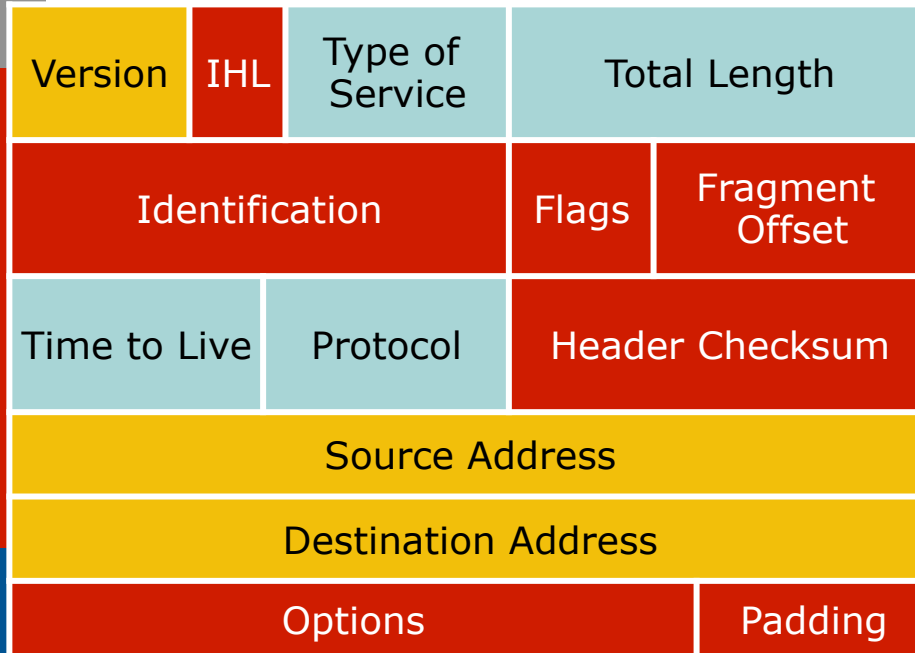 Version
IHL
Type of
Service
Total Length
Identification
Flags
Fragment
Offset
Time to Live
Protocol
Header Checksum
Source Address
Destination Address
Options
Padding